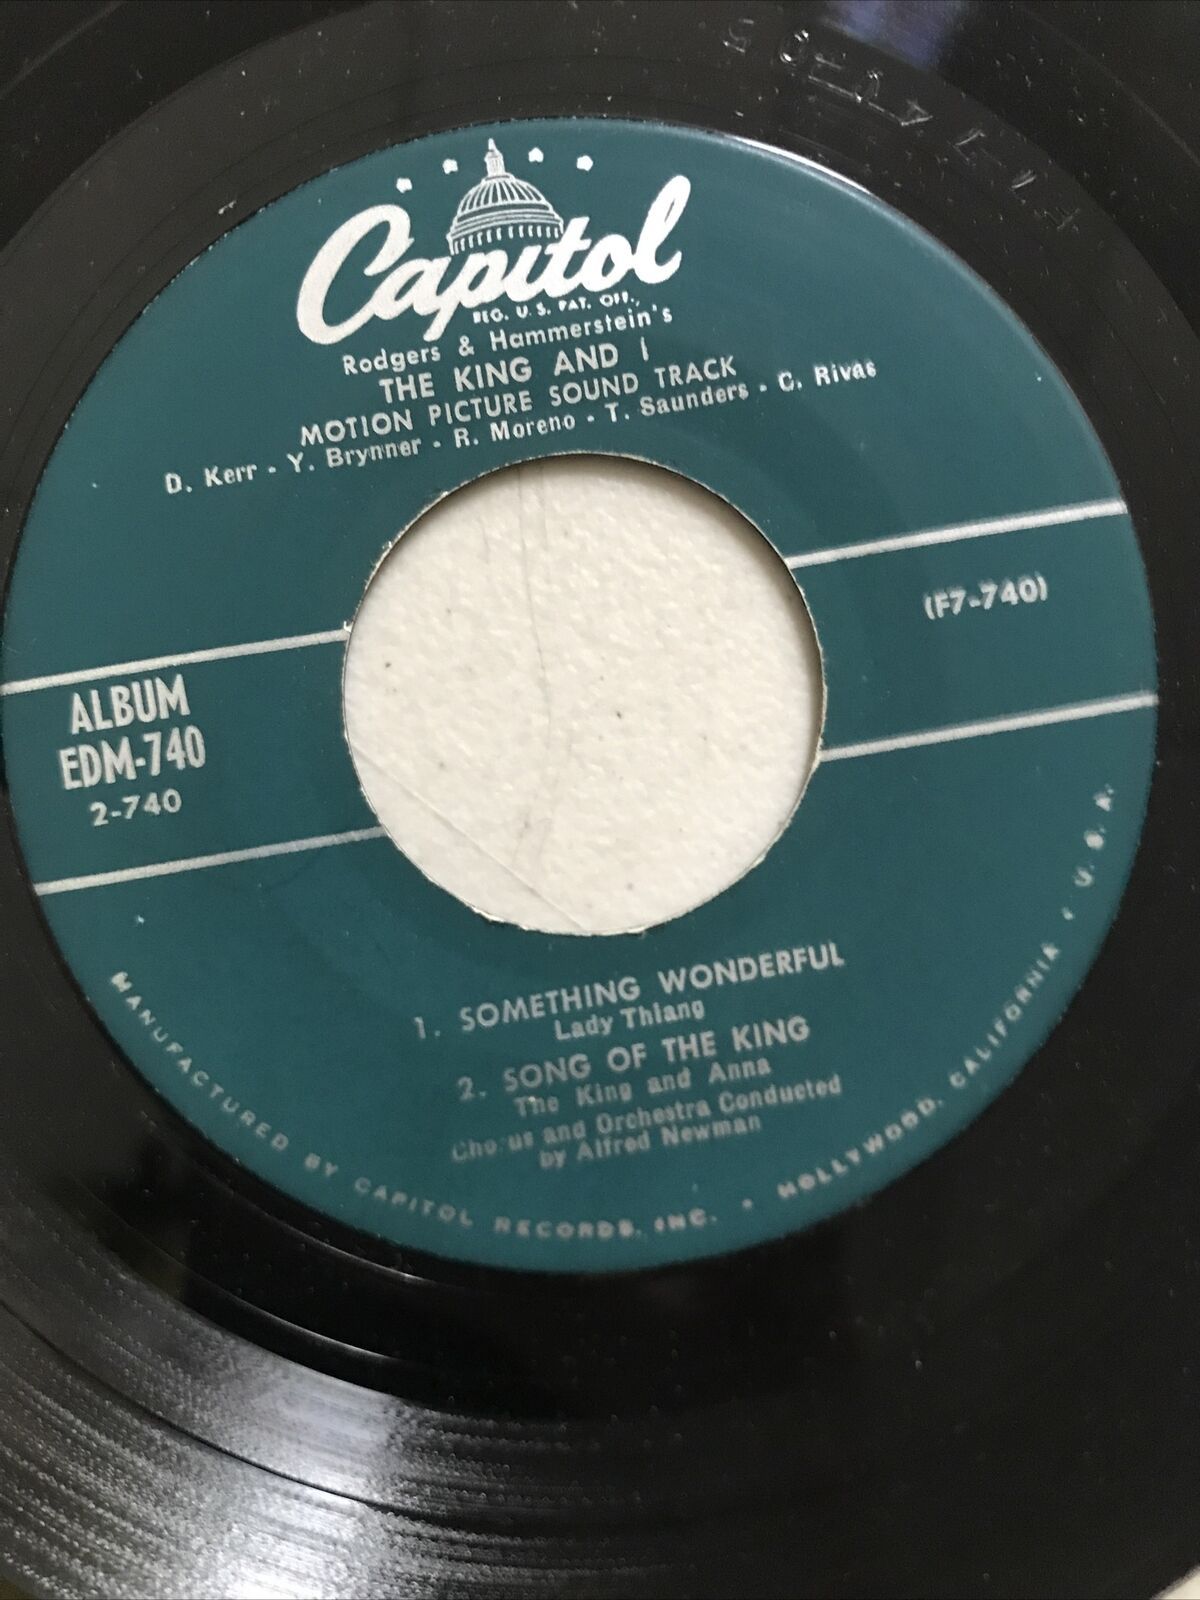 Capitol
REG. U.S. PAT. OFF.
Rodgers & Hammerstein's
THE KING AND I
MOTION PICTURE SOUND TRACK
D. Kerr - Y. Brynner - R. Moreno - T. Saunders - C. Rivas
(F7-740)
ALBUM
EDM-740
2-740
1. SOMETHING WONDERFUL
Lady Thiang
2. SONG OF THE KING
The King and Anna
Chorus and Orchestra Conducted
by Alfred Newman
MANUFACTURED BY CAPITOL RECORDS, INC. • HOLLYWOOD, CALIFORNIA • U.S.A.